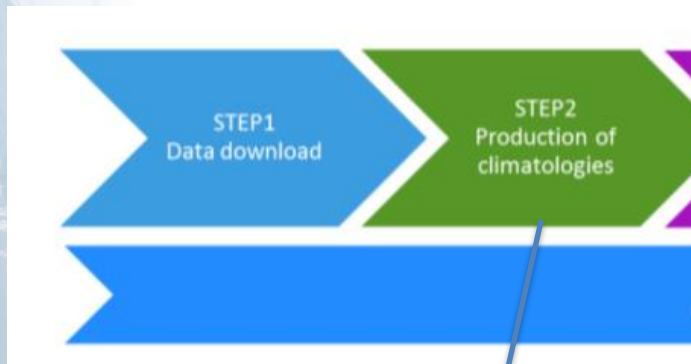 STEP1
Data download
STEP2
Production of
climatologies